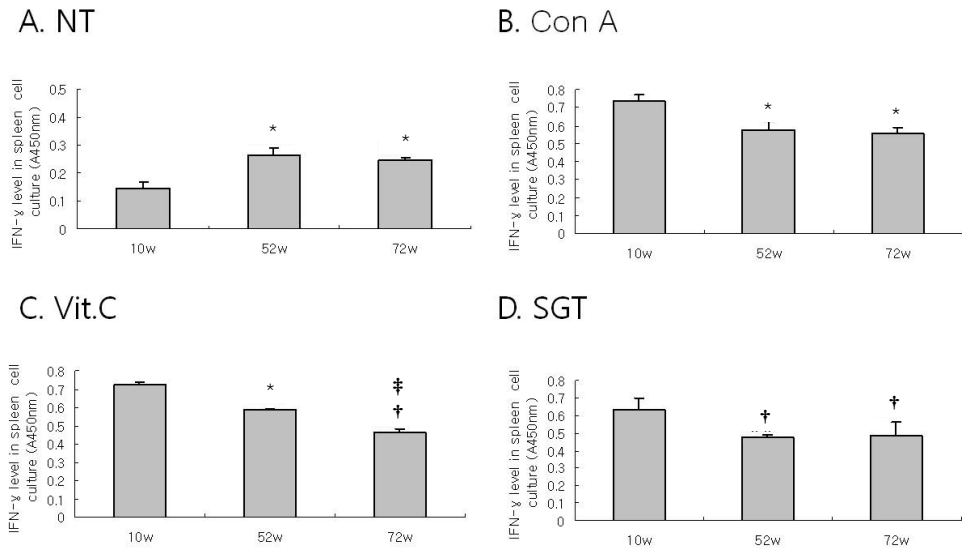 A. NT
IFN-γ level in spleen cell
culture (A450nm)
0.5
0.4
0.3
0.2
0.1
0
*
*
10w
52w
72w
B. Con A
IFN-γ level in spleen cell
culture (A450nm)
0.8
0.7
0.6
0.5
0.4
0.3
0.2
0.1
0
*
*
10w
52w
72w
C. Vit.C
IFN-γ level in spleen cell
culture (A450nm)
0.8
0.7
0.6
0.5
0.4
0.3
0.2
0.1
0
*
‡
†
10w
52w
72w
D. SGT
IFN-γ level in spleen cell
culture (A450nm)
0.8
0.7
0.6
0.5
0.4
0.3
0.2
0.1
0
†
†
10w
52w
72w